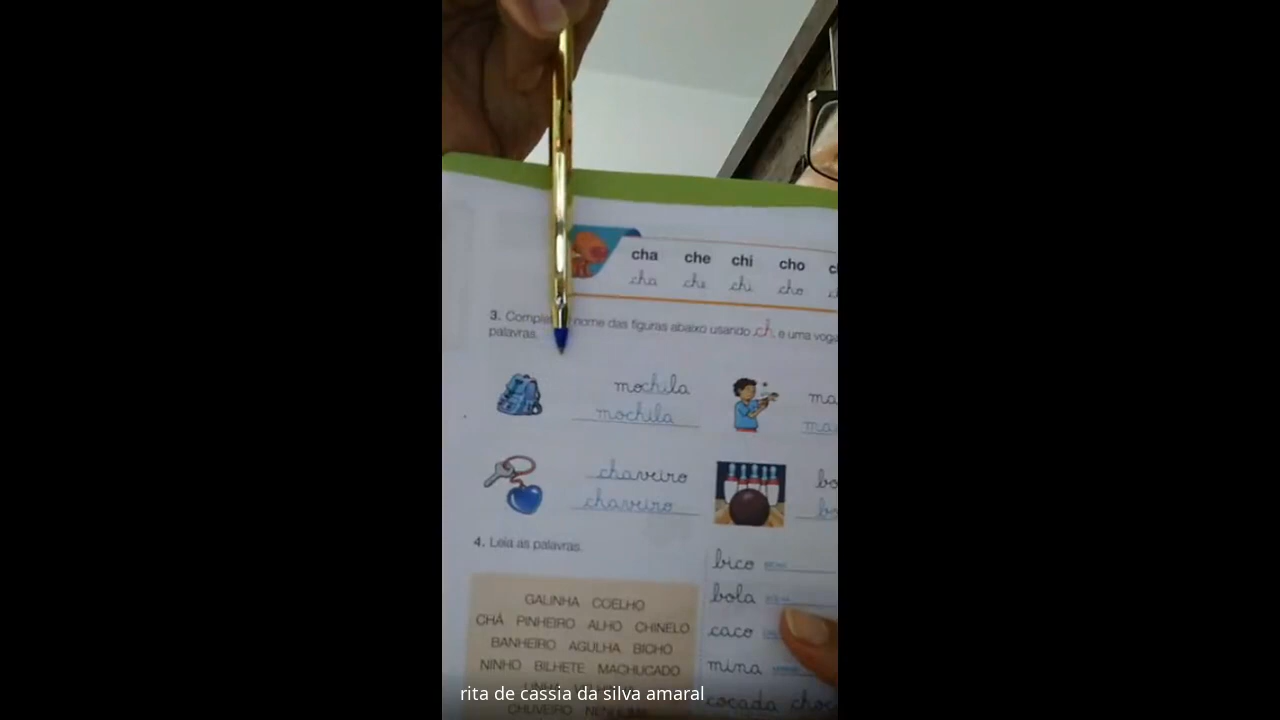 cha che chi cho
cha che chi cho
3. nome das figuras abaixo usando ch e uma
palavras.
mochila
mochila
chaveiro
chaveiro
4. Leia as palavras.
bico
bola
caco
mina
cocada
GALINHA COELHO
CHÁ PINHEIRO ALHO CHINELO
BANHEIRO AGULHA BICHO
NINHO BILHETE MACHUCADO
CHUVEIRO
rita de cassia da silva amaral